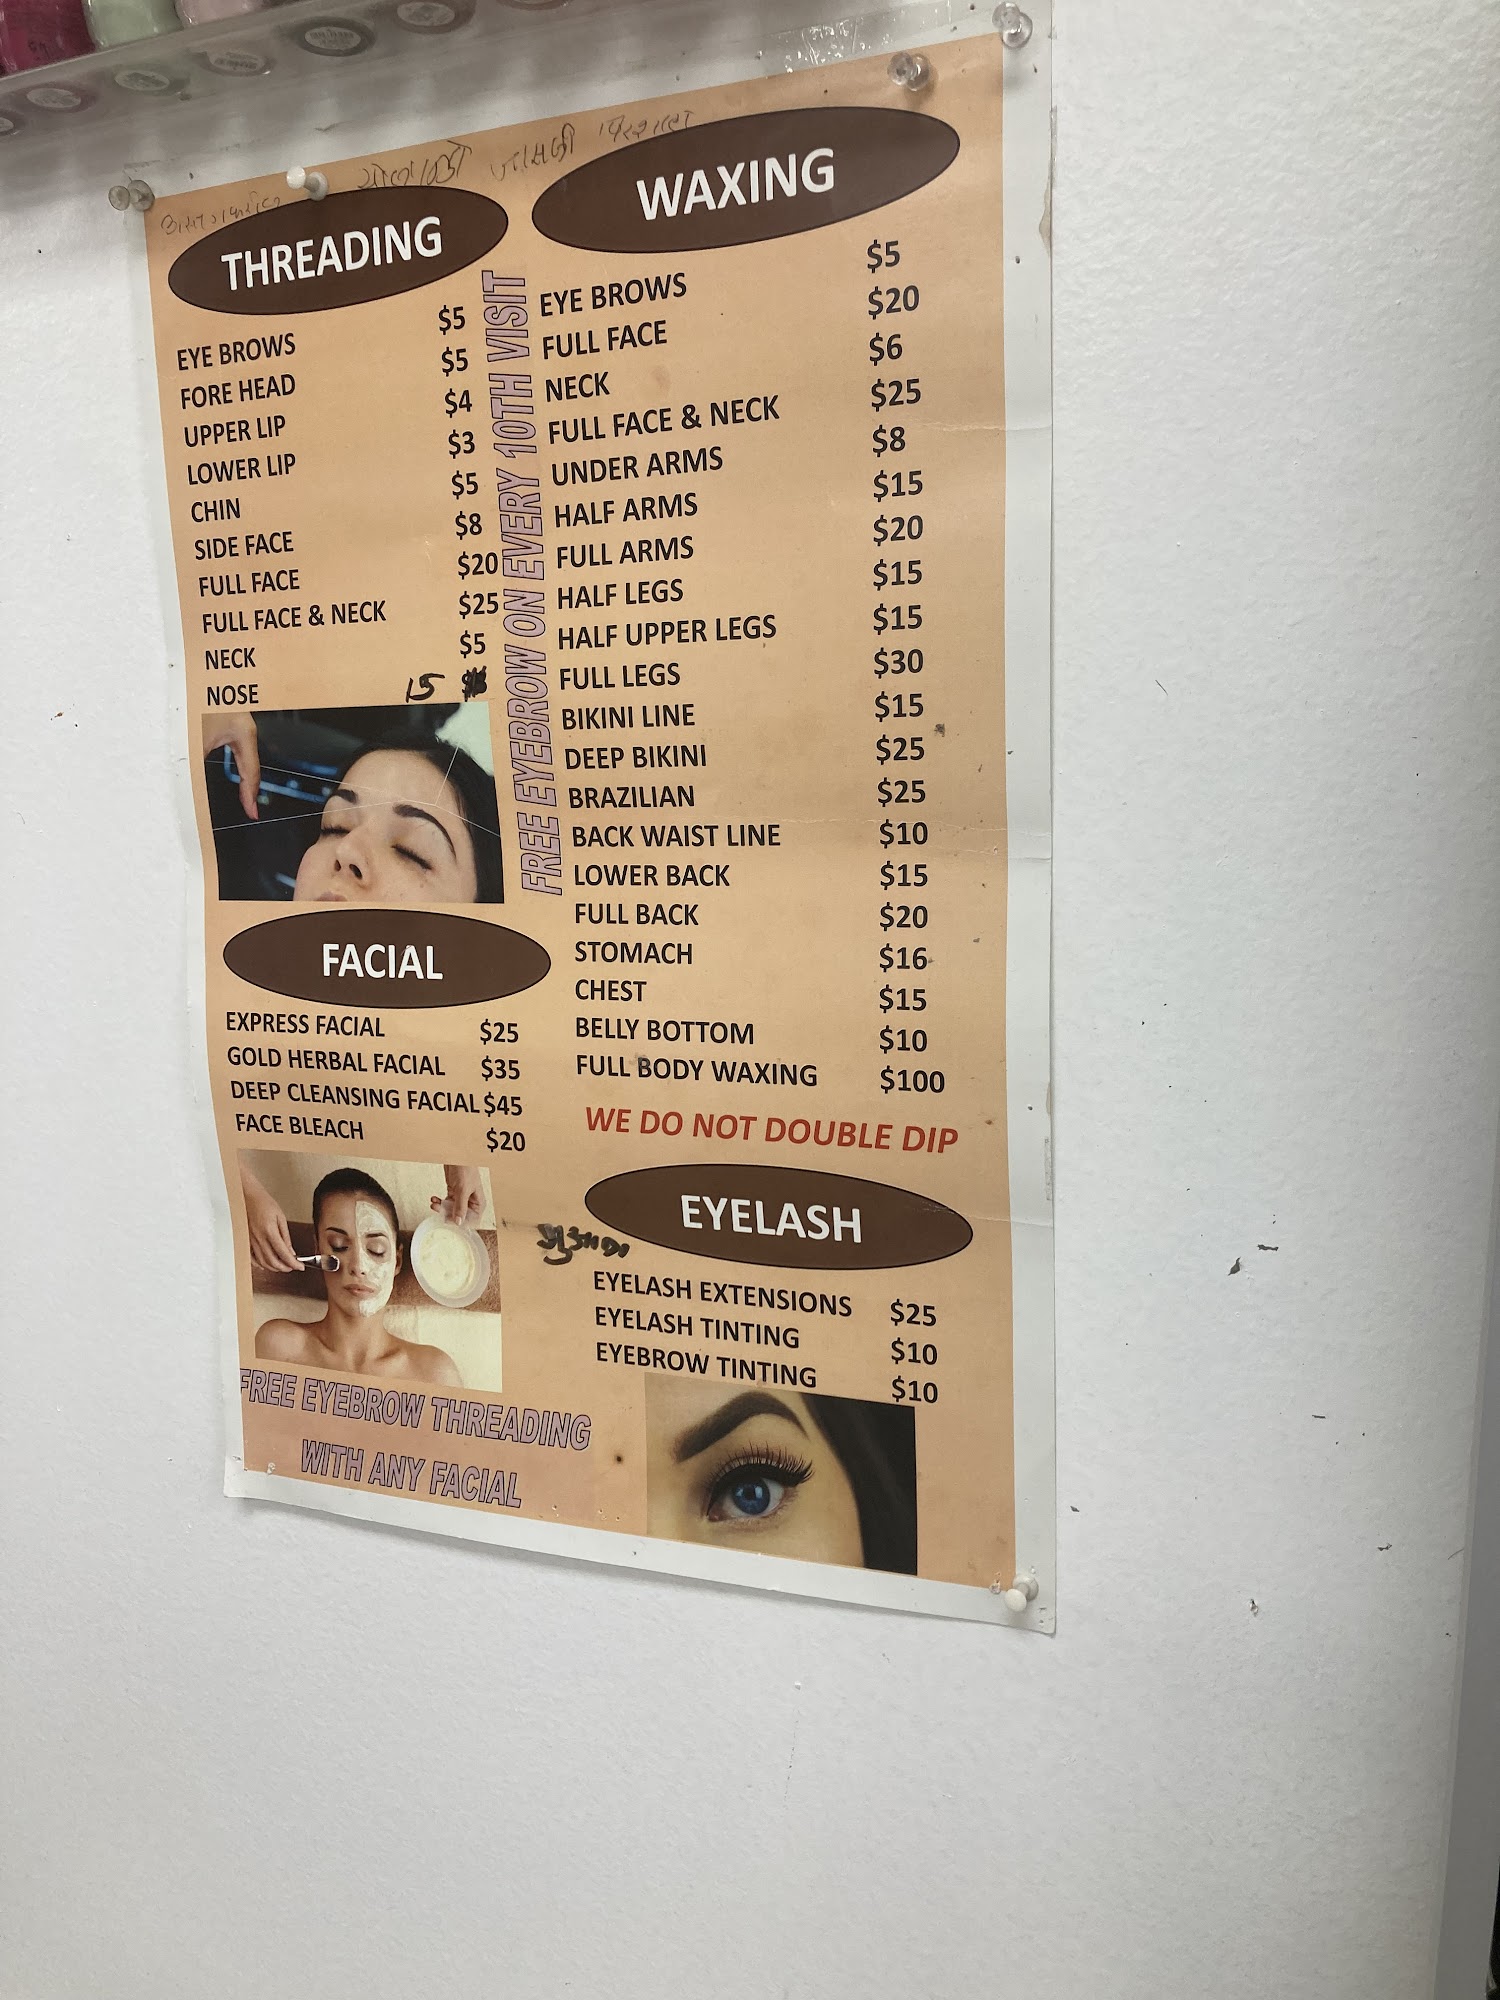 THREADING
EYE BROWS $5
FORE HEAD $5
UPPER LIP $4
LOWER LIP $3
CHIN $5
SIDE FACE $8
FULL FACE $20
FULL FACE & NECK $25
NECK $5
NOSE 15
FREE EYEBROW ON EVERY 10TH VISIT
FACIAL
EXPRESS FACIAL $25
GOLD HERBAL FACIAL $35
DEEP CLEANSING FACIAL $45
FACE BLEACH $20
FREE EYEBROW THREADING
WITH ANY FACIAL
WAXING
EYE BROWS $5
FULL FACE $20
NECK $6
FULL FACE & NECK $25
UNDER ARMS $8
HALF ARMS $15
FULL ARMS $20
HALF LEGS $15
HALF UPPER LEGS $15
FULL LEGS $30
BIKINI LINE $15
DEEP BIKINI $25
BRAZILIAN $25
BACK WAIST LINE $10
LOWER BACK $15
FULL BACK $20
STOMACH $16
CHEST $15
BELLY BOTTOM $10
FULL BODY WAXING $100
WE DO NOT DOUBLE DIP
EYELASH
EYELASH EXTENSIONS $25
EYELASH TINTING $10
EYEBROW TINTING $10